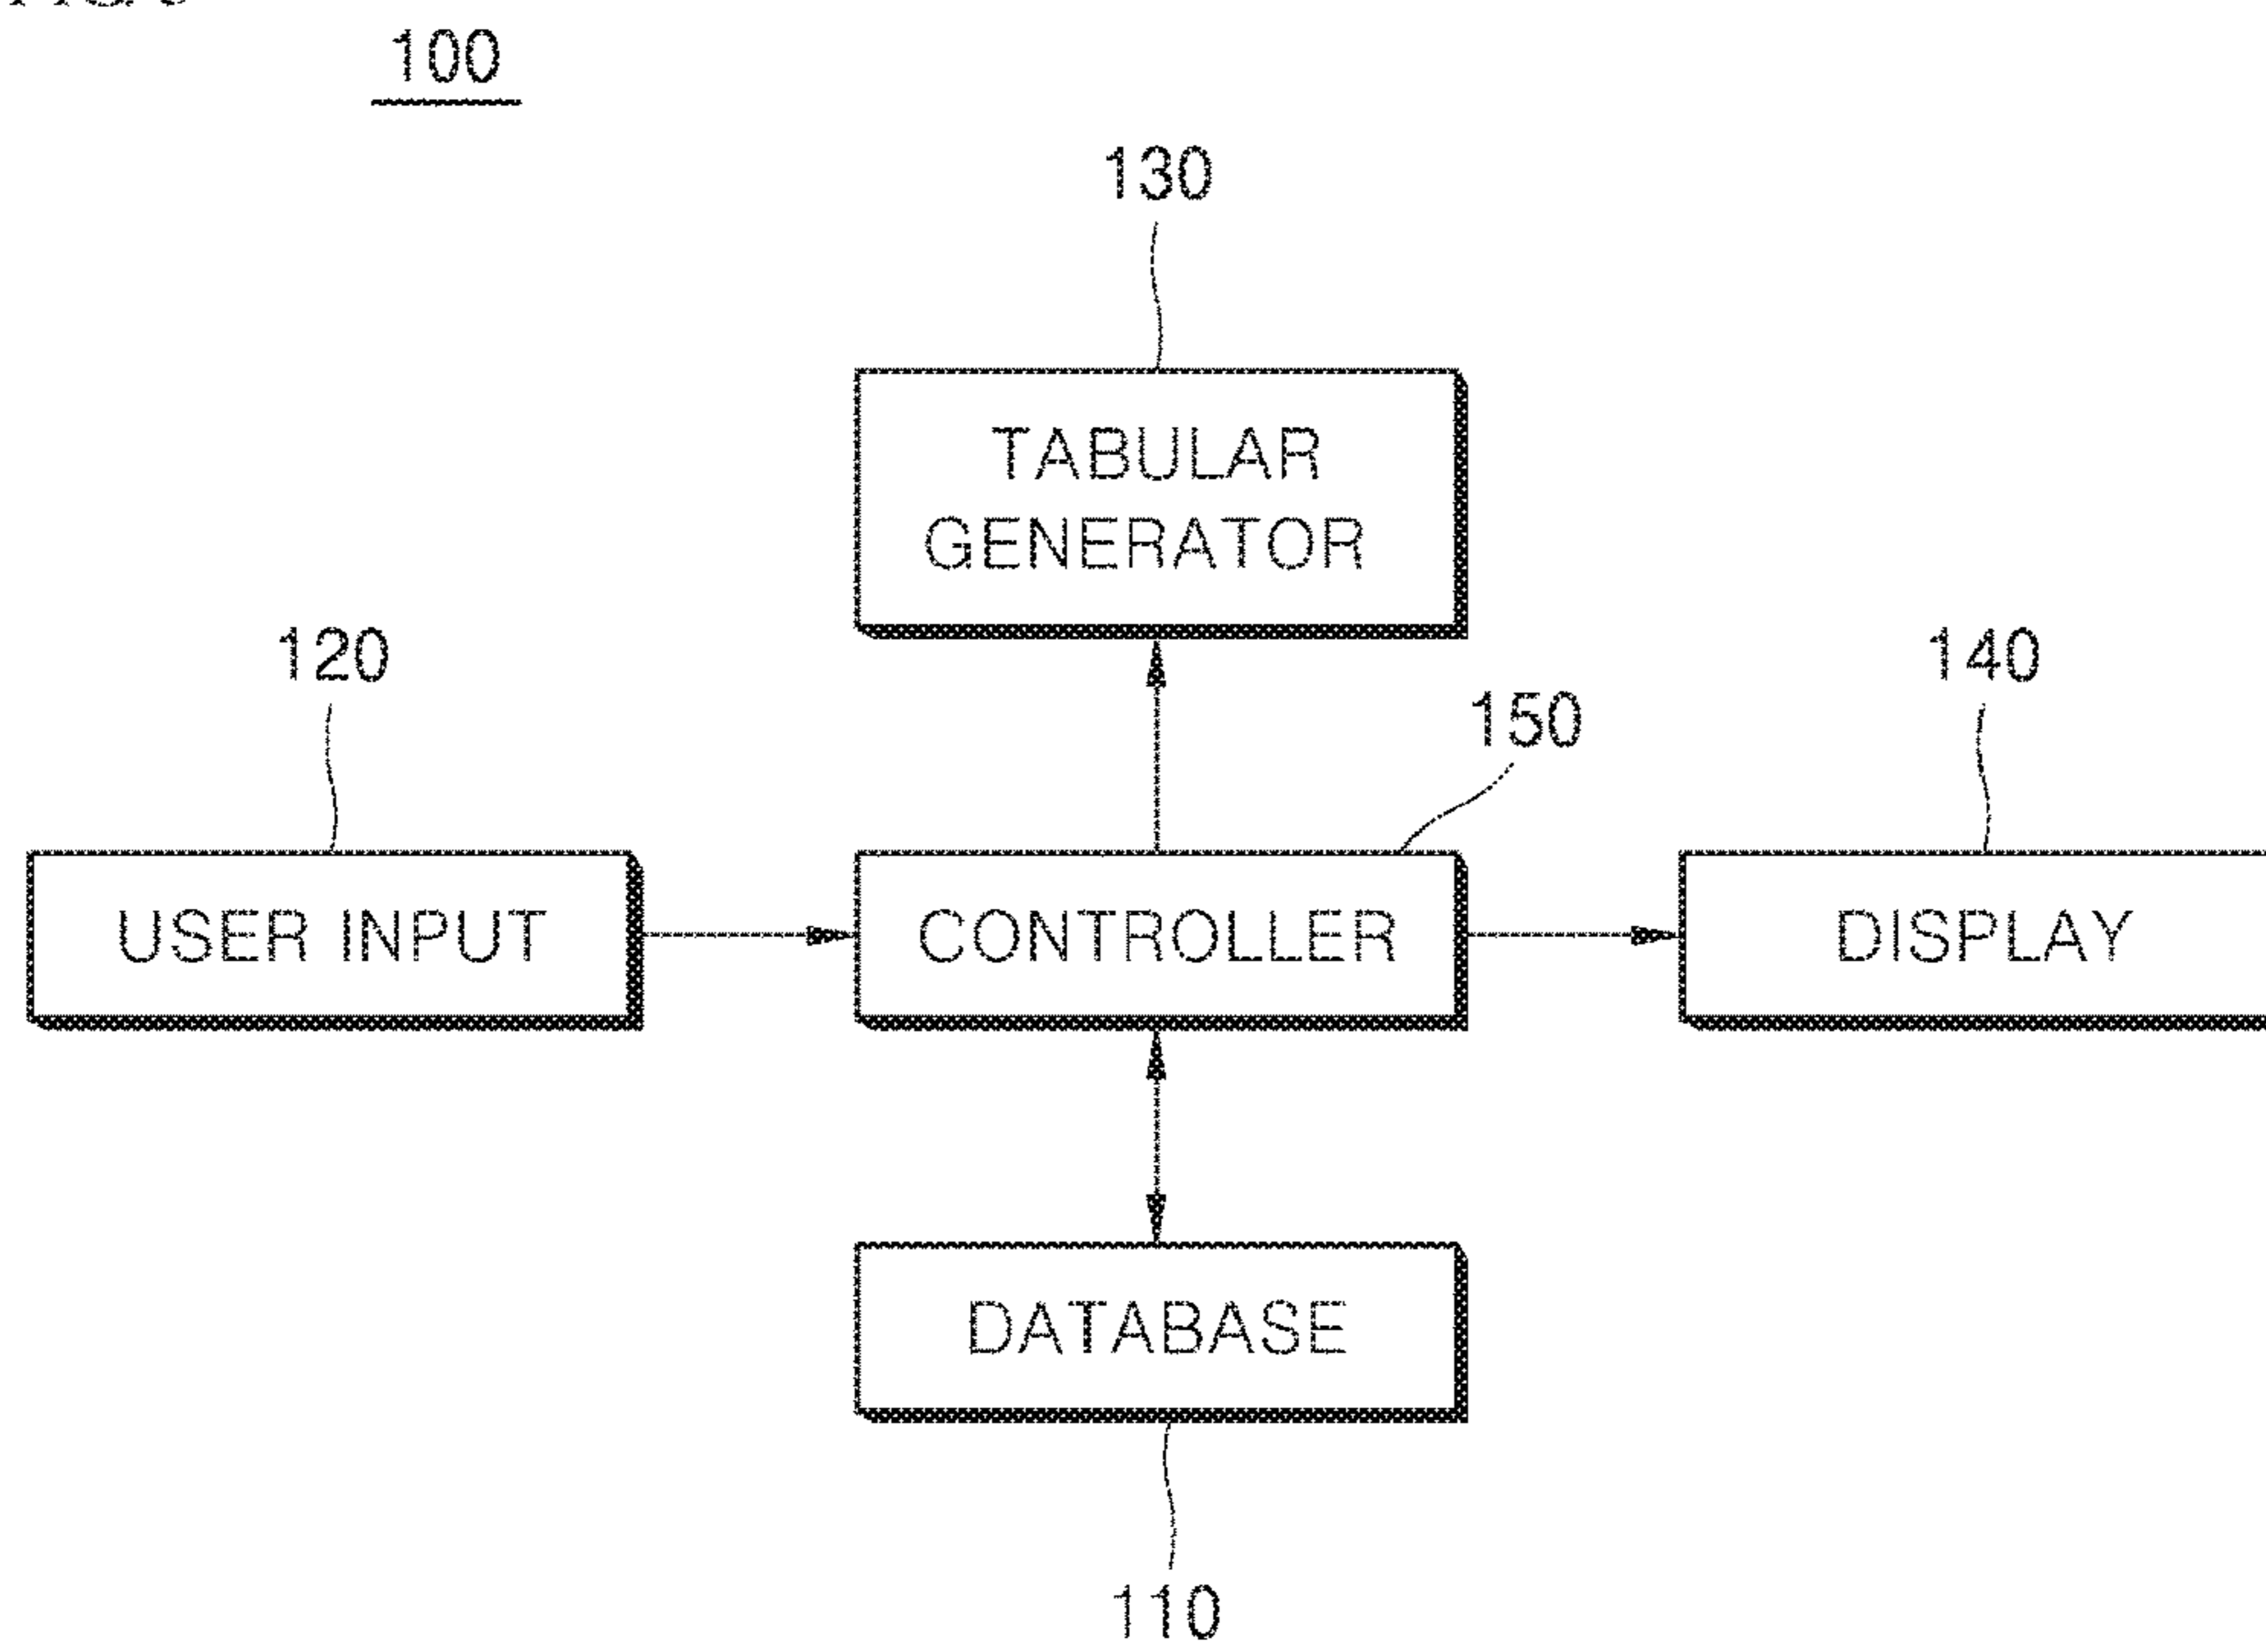 100
130
TABULAR
GENERATOR
120
150
140
USER INPUT
CONTROLLER
DISPLAY
DATABASE
110